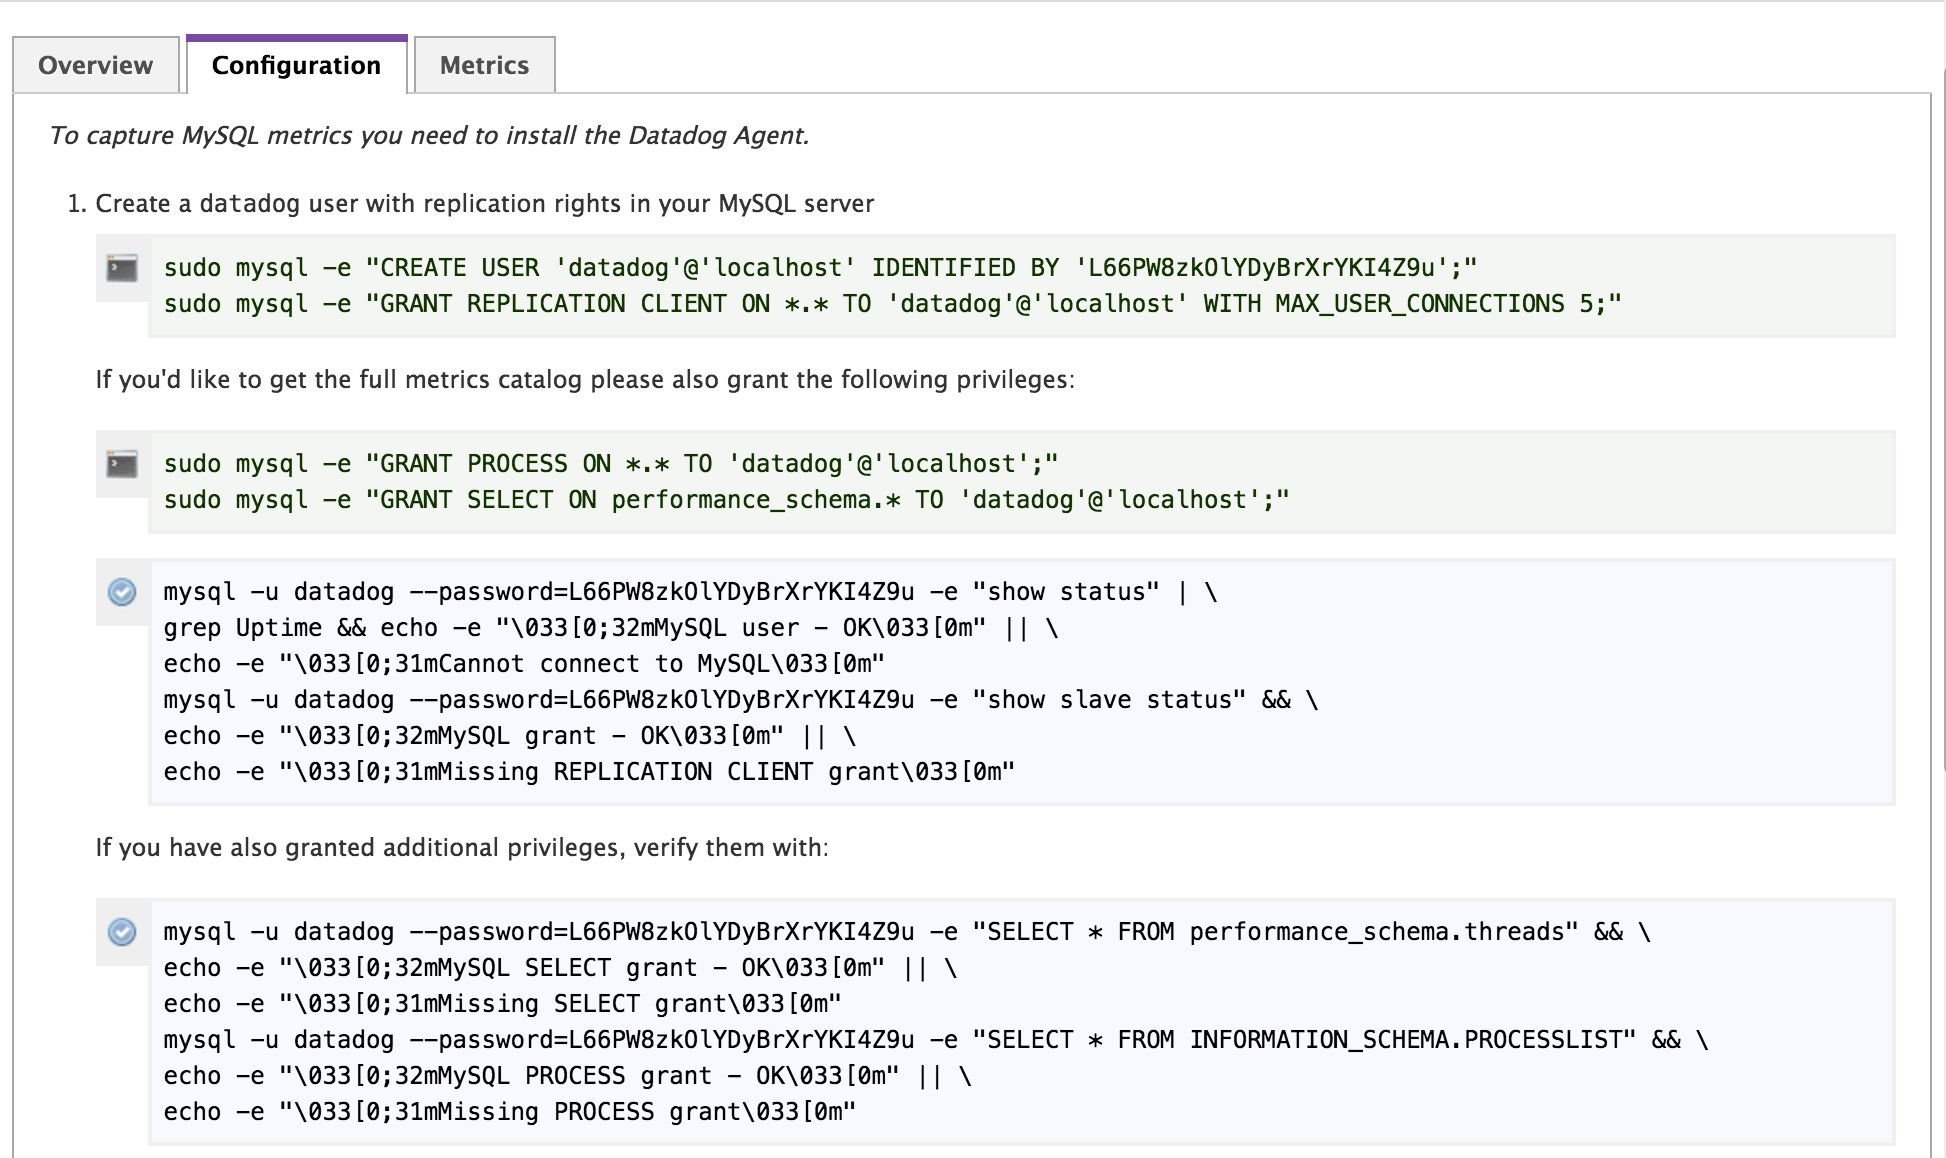 Overview
Configuration
Metrics
To capture MySQL metrics you need to install the Datadog Agent.
1. Create a datadog user with replication rights in your MySQL server
sudo mysql -e "CREATE USER 'datadog'@'localhost' IDENTIFIED BY 'L66PW8zkOlYDyBrXrYKI4Z9u';"
sudo mysql -e "GRANT REPLICATION CLIENT ON *.* TO 'datadog'@'localhost' WITH MAX_USER_CONNECTIONS 5;"
If you'd like to get the full metrics catalog please also grant the following privileges:
sudo mysql -e "GRANT PROCESS ON *.* TO 'datadog'@'localhost';"
sudo mysql -e "GRANT SELECT ON performance_schema.* TO 'datadog'@'localhost';"
mysql -u datadog --password=L66PW8zkOlYDyBrXrYKI4Z9u -e "show status" | \
grep Uptime && echo -e "\033[0;32mMySQL user - OK\033[0m" || \
echo -e "\033[0;31mCannot connect to MySQL\033[0m"
mysql -u datadog --password=L66PW8zkOlYDyBrXrYKI4Z9u -e "show slave status" && \
echo -e "\033[0;32mMySQL grant - OK\033[0m" || \
echo -e "\033[0;31mMissing REPLICATION CLIENT grant\033[0m"
If you have also granted additional privileges, verify them with:
mysql -u datadog --password=L66PW8zkOlYDyBrXrYKI4Z9u -e "SELECT * FROM performance_schema.threads" && \
echo -e "\033[0;32mMySQL SELECT grant - OK\033[0m" || \
echo -e "\033[0;31mMissing SELECT grant\033[0m"
mysql -u datadog --password=L66PW8zkOlYDyBrXrYKI4Z9u -e "SELECT * FROM INFORMATION_SCHEMA.PROCESSLIST" && \
echo -e "\033[0;32mMySQL PROCESS grant - OK\033[0m" || \
echo -e "\033[0;31mMissing PROCESS grant\033[0m"